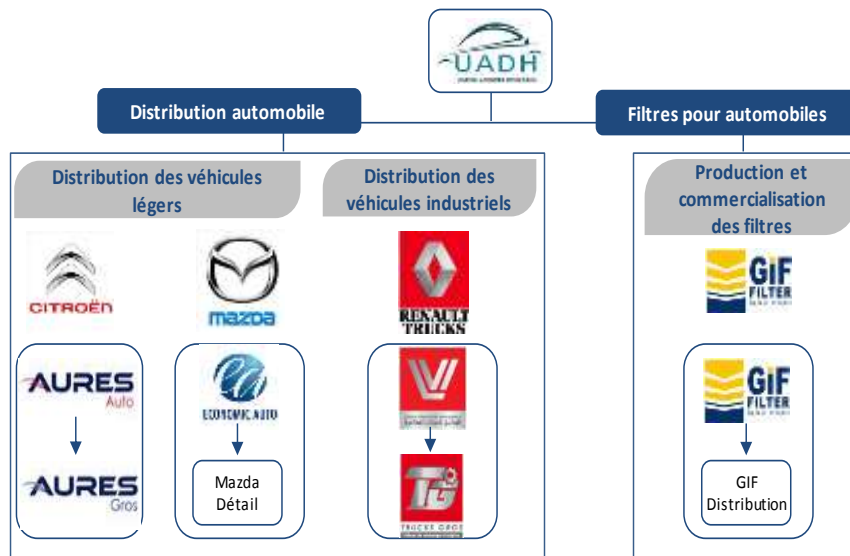 UADH
Distribution automobile
Filtres pour automobiles
Distribution des véhicules
légers
Distribution des
véhicules industriels
Production et
commercialisation
des filtres
CITROËN
mazda
RENAULT
TRUCKS
GIF
FILTER
AURES
Auto
ECONOMIC AUTO
GIF
FILTER
AURES
Gros
Mazda
Détail
TG
TRUCKS GROS
GIF
Distribution